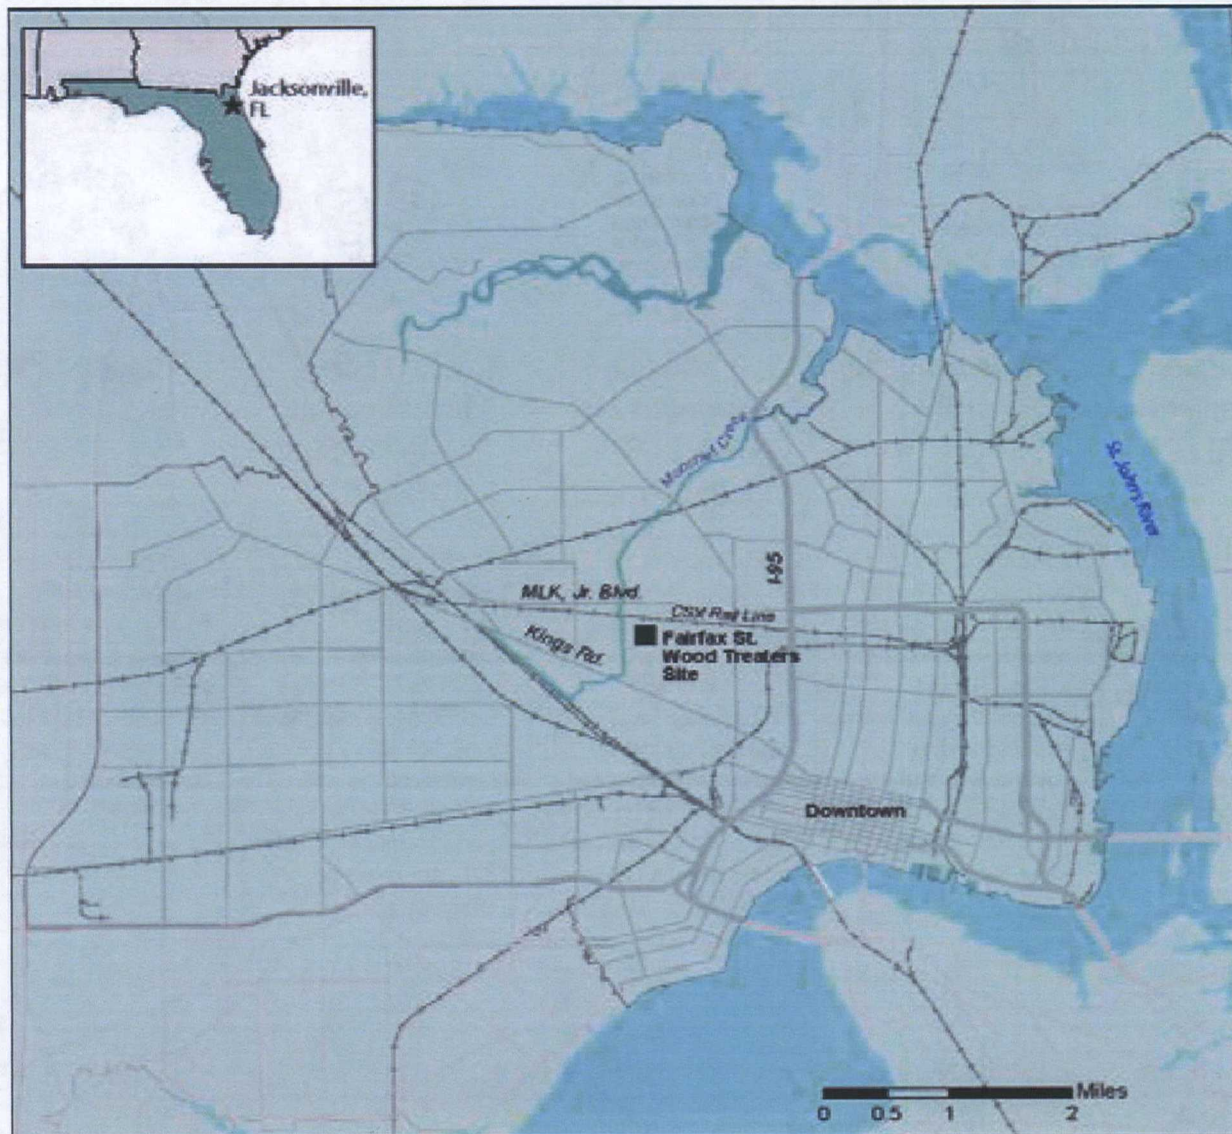 Jacksonville,
FL
Moncrief Creek
St. Johns River
I-95
MLK, Jr. Blvd.
CSX Rail Line
Kings Rd.
Fairfax St.
Wood Treaters
Site
Downtown
Miles
0 0.5 1 2